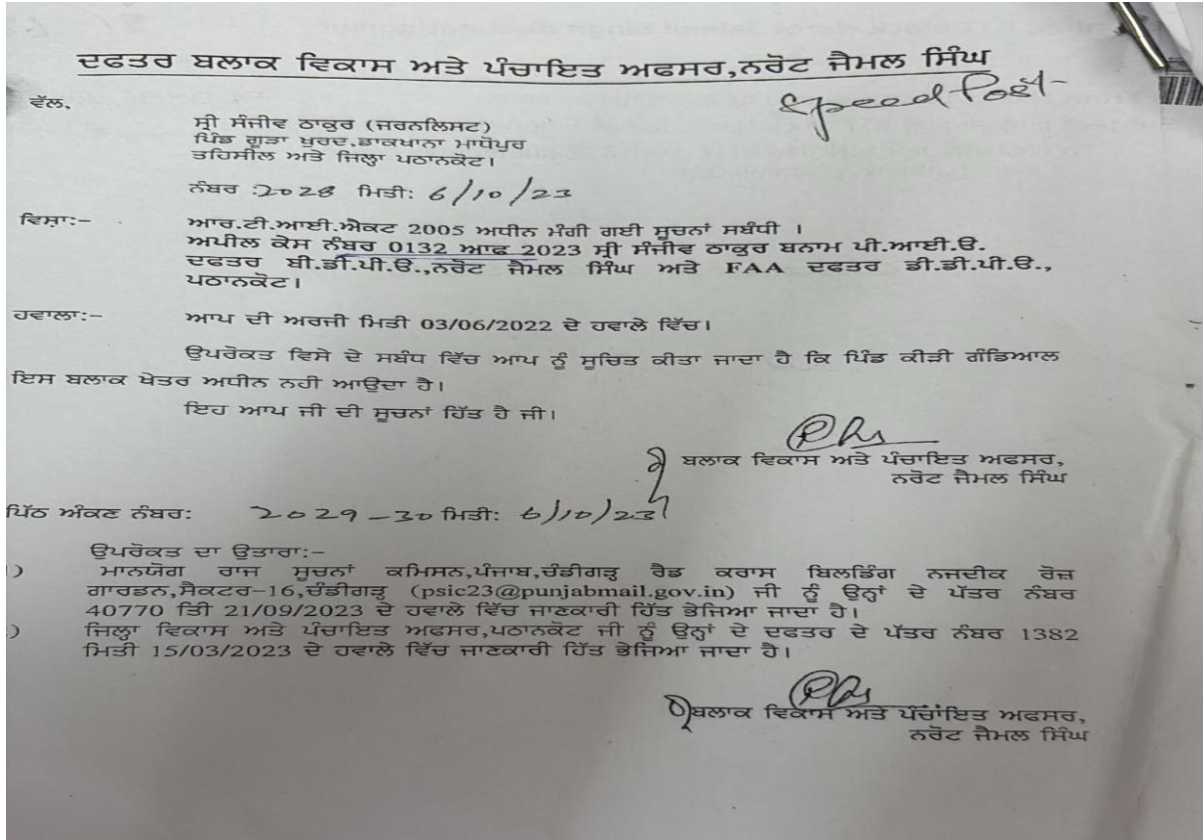 ਦਫਤਰ ਬਲਾਕ ਵਿਕਾਸ ਅਤੇ ਪੰਚਾਇਤ ਅਫਸਰ,ਨਰੋਟ ਜੈਮਲ ਸਿੰਘ
Speed Post
ਵੱਲ,
ਸ੍ਰੀ ਸੰਜੀਵ ਠਾਕੁਰ (ਜਰਨਲਿਸਟ)
ਪਿੰਡ ਗੂੜਾ ਖੁਰਦ,ਡਾਕਖਾਨਾ ਮਾਧੋਪੁਰ
ਤਹਿਸੀਲ ਅਤੇ ਜਿਲ੍ਹਾ ਪਠਾਨਕੋਟ।
ਨੰਬਰ :2028 ਮਿਤੀ: 6/10/23
ਵਿਸ਼ਾ:- ਆਰ.ਟੀ.ਆਈ.ਐਕਟ 2005 ਅਧੀਨ ਮੰਗੀ ਗਈ ਸੂਚਨਾਂ ਸਬੰਧੀ ।
ਅਪੀਲ ਕੇਸ ਨੰਬਰ 0132 ਆਫ 2023 ਸ੍ਰੀ ਸੰਜੀਵ ਠਾਕੁਰ ਬਨਾਮ ਪੀ.ਆਈ.ਓ.
ਦਫਤਰ ਬੀ.ਡੀ.ਪੀ.ਓ.,ਨਰੋਟ ਜੈਮਲ ਸਿੰਘ ਅਤੇ FAA ਦਫਤਰ ਡੀ.ਡੀ.ਪੀ.ਓ.,
ਪਠਾਨਕੋਟ।
ਹਵਾਲਾ:- ਆਪ ਦੀ ਅਰਜੀ ਮਿਤੀ 03/06/2022 ਦੇ ਹਵਾਲੇ ਵਿੱਚ।
ਉਪਰੋਕਤ ਵਿਸੇ ਦੇ ਸਬੰਧ ਵਿੱਚ ਆਪ ਨੂੰ ਸੂਚਿਤ ਕੀਤਾ ਜਾਦਾ ਹੈ ਕਿ ਪਿੰਡ ਕੀੜੀ ਗੰਡਿਆਲ
ਇਸ ਬਲਾਕ ਖੇਤਰ ਅਧੀਨ ਨਹੀ ਆਉਦਾ ਹੈ।
ਇਹ ਆਪ ਜੀ ਦੀ ਸੂਚਨਾਂ ਹਿੱਤ ਹੈ ਜੀ।
ਬਲਾਕ ਵਿਕਾਸ ਅਤੇ ਪੰਚਾਇਤ ਅਫਸਰ,
ਨਰੋਟ ਜੈਮਲ ਸਿੰਘ
ਪਿੱਠ ਅੰਕਣ ਨੰਬਰ: 2029-30 ਮਿਤੀ: 6/10/23
ਉਪਰੋਕਤ ਦਾ ਉਤਾਰਾ:-
) ਮਾਨਯੋਗ ਰਾਜ ਸੂਚਨਾਂ ਕਮਿਸਨ,ਪੰਜਾਬ,ਚੰਡੀਗੜ੍ਹ ਰੈਡ ਕਰਾਸ ਬਿਲਡਿੰਗ ਨਜਦੀਕ ਰੋਜ਼
ਗਾਰਡਨ,ਸੈਕਟਰ-16,ਚੰਡੀਗੜ੍ਹ (psic23@punjabmail.gov.in) ਜੀ ਨੂੰ ਉਨ੍ਹਾਂ ਦੇ ਪੱਤਰ ਨੰਬਰ
40770 ਤਿੀ 21/09/2023 ਦੇ ਹਵਾਲੇ ਵਿੱਚ ਜਾਣਕਾਰੀ ਹਿੱਤ ਭੇਜਿਆ ਜਾਦਾ ਹੈ।
) ਜਿਲ੍ਹਾ ਵਿਕਾਸ ਅਤੇ ਪੰਚਾਇਤ ਅਫਸਰ,ਪਠਾਨਕੋਟ ਜੀ ਨੂੰ ਉਨ੍ਹਾਂ ਦੇ ਦਫਤਰ ਦੇ ਪੱਤਰ ਨੰਬਰ 1382
ਮਿਤੀ 15/03/2023 ਦੇ ਹਵਾਲੇ ਵਿੱਚ ਜਾਣਕਾਰੀ ਹਿੱਤ ਭੇਜਿਆ ਜਾਦਾ ਹੈ।
ਬਲਾਕ ਵਿਕਾਸ ਅਤੇ ਪੰਚਾਇਤ ਅਫਸਰ,
ਨਰੋਟ ਜੈਮਲ ਸਿੰਘ